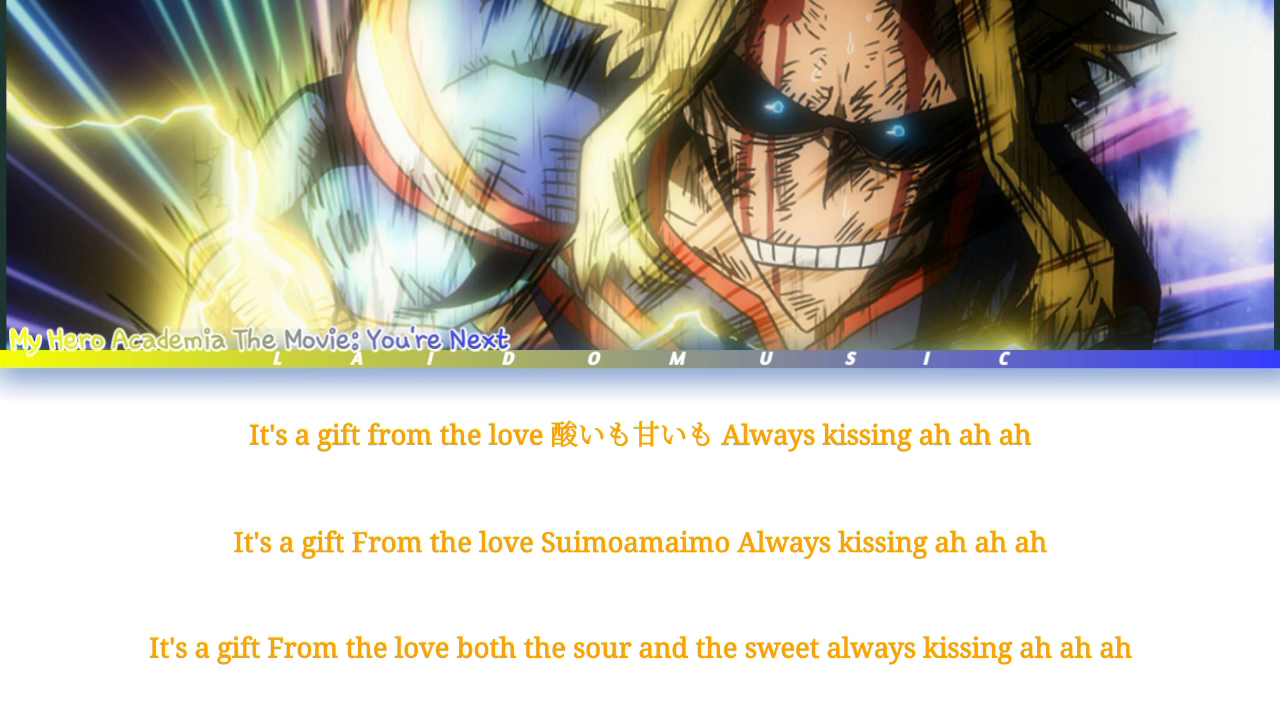 My Hero Academia The Movie: You're Next
LAIDOMUSIC
It's a gift from the love 酸いも甘いも Always kissing ah ah ah
It's a gift From the love Suimoamaimo Always kissing ah ah ah
It's a gift From the love both the sour and the sweet always kissing ah ah ah